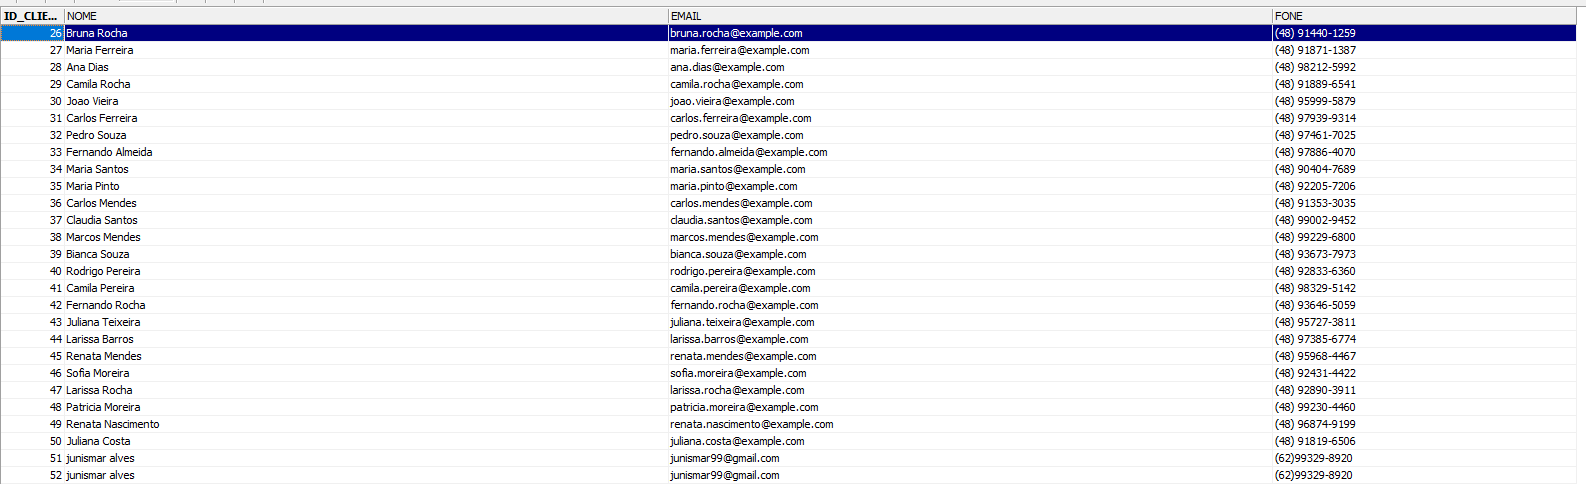 ID_CLIE... NOME EMAIL FONE
26 Bruna Rocha bruna.rocha@example.com (48) 91440-1259
27 Maria Ferreira maria.ferreira@example.com (48) 91871-1387
28 Ana Dias ana.dias@example.com (48) 98212-5992
29 Camila Rocha camila.rocha@example.com (48) 91889-6541
30 Joao Vieira joao.vieira@example.com (48) 95999-5879
31 Carlos Ferreira carlos.ferreira@example.com (48) 97939-9314
32 Pedro Souza pedro.souza@example.com (48) 97461-7025
33 Fernando Almeida fernando.almeida@example.com (48) 97886-4070
34 Maria Santos maria.santos@example.com (48) 90404-7689
35 Maria Pinto maria.pinto@example.com (48) 92205-7206
36 Carlos Mendes carlos.mendes@example.com (48) 91353-3035
37 Claudia Santos claudia.santos@example.com (48) 99002-9452
38 Marcos Mendes marcos.mendes@example.com (48) 99229-6800
39 Bianca Souza bianca.souza@example.com (48) 93673-7973
40 Rodrigo Pereira rodrigo.pereira@example.com (48) 92833-6360
41 Camila Pereira camila.pereira@example.com (48) 98329-5142
42 Fernando Rocha fernando.rocha@example.com (48) 93646-5059
43 Juliana Teixeira juliana.teixeira@example.com (48) 95727-3811
44 Larissa Barros larissa.barros@example.com (48) 97385-6774
45 Renata Mendes renata.mendes@example.com (48) 95968-4467
46 Sofia Moreira sofia.moreira@example.com (48) 92431-4422
47 Larissa Rocha larissa.rocha@example.com (48) 92890-3911
48 Patricia Moreira patricia.moreira@example.com (48) 99230-4460
49 Renata Nascimento renata.nascimento@example.com (48) 96874-9199
50 Juliana Costa juliana.costa@example.com (48) 91819-6506
51 junismar alves junismar99@gmail.com (62)99329-8920
52 junismar alves junismar99@gmail.com (62)99329-8920